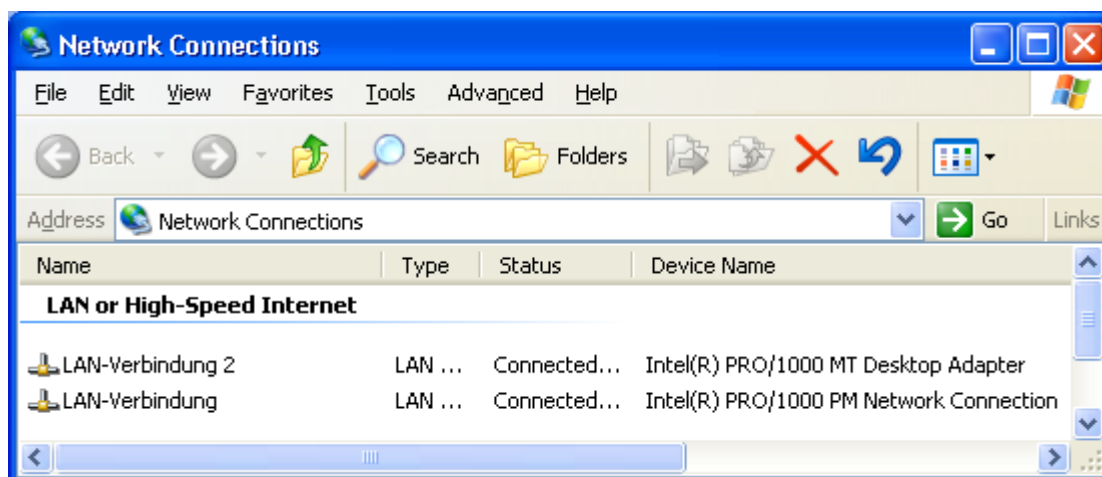 Network Connections
File Edit View Favorites Tools Advanced Help
Back Search Folders
Address Network Connections Go Links
Name Type Status Device Name
LAN or High-Speed Internet
LAN-Verbindung 2 LAN ... Connected... Intel(R) PRO/1000 MT Desktop Adapter
LAN-Verbindung LAN ... Connected... Intel(R) PRO/1000 PM Network Connection